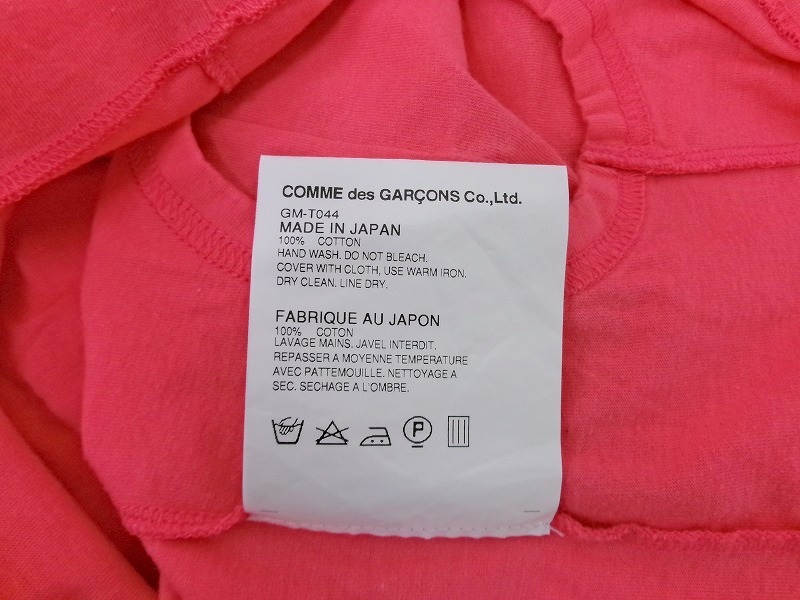 COMME des GARÇONS Co.,Ltd.
GM-T044
MADE IN JAPAN
100% COTTON
HAND WASH. DO NOT BLEACH.
COVER WITH CLOTH, USE WARM IRON.
DRY CLEAN. LINE DRY.
FABRIQUE AU JAPON
100% COTON
LAVAGE MAINS. JAVEL INTERDIT.
REPASSER A MOYENNE TEMPERATURE
AVEC PATTEMOUILLE. NETTOYAGE A
SEC. SECHAGE A L'OMBRE.
P